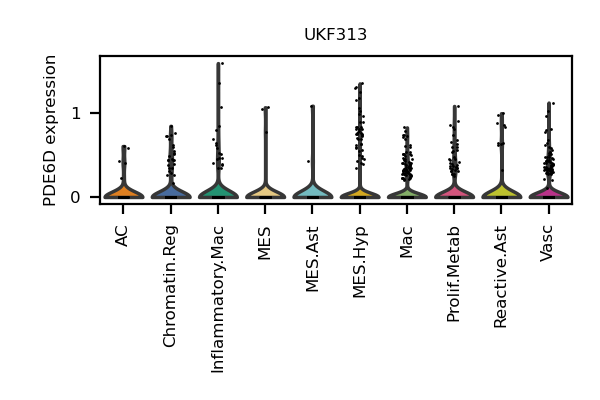 UKF313
PDE6D expression
1
0
AC
Chromatin.Reg
Inflammatory.Mac
MES
MES.Ast
MES.Hyp
Mac
Prolif.Metab
Reactive.Ast
Vasc